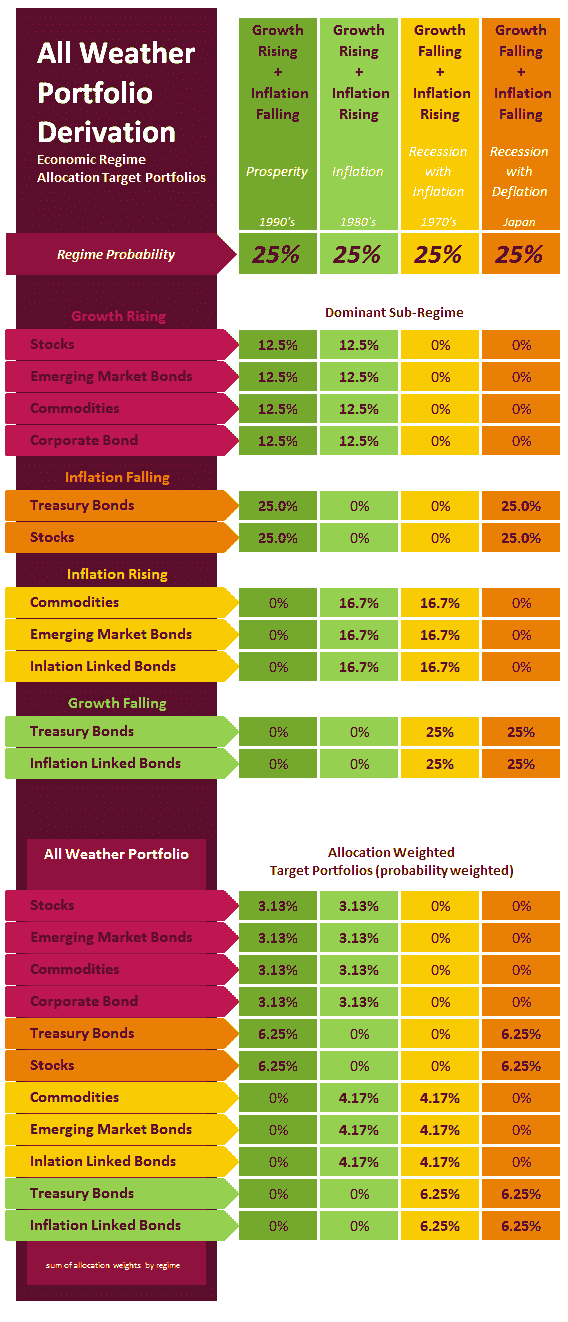 All Weather
Portfolio
Derivation
Economic Regime
Allocation Target Portfolios
Growth Rising + Inflation Falling
Growth Rising + Inflation Rising
Growth Falling + Inflation Rising
Growth Falling + Inflation Falling
Prosperity
Inflation
Recession with Inflation
Recession with Deflation
1990's 1980's 1970's Japan
Regime Probability 25% 25% 25% 25%
Growth Rising Dominant Sub-Regime
Stocks 12.5% 12.5% 0% 0%
Emerging Market Bonds 12.5% 12.5% 0% 0%
Commodities 12.5% 12.5% 0% 0%
Corporate Bond 12.5% 12.5% 0% 0%
Inflation Falling
Treasury Bonds 25.0% 0% 0% 25.0%
Stocks 25.0% 0% 0% 25.0%
Inflation Rising
Commodities 0% 16.7% 16.7% 0%
Emerging Market Bonds 0% 16.7% 16.7% 0%
Inlation Linked Bonds 0% 16.7% 16.7% 0%
Growth Falling
Treasury Bonds 0% 0% 25% 25%
Inflation Linked Bonds 0% 0% 25% 25%
All Weather Portfolio
Allocation Weighted
Target Portfolios (probability weighted)
Stocks 3.13% 3.13% 0% 0%
Emerging Market Bonds 3.13% 3.13% 0% 0%
Commodities 3.13% 3.13% 0% 0%
Corporate Bond 3.13% 3.13% 0% 0%
Treasury Bonds 6.25% 0% 0% 6.25%
Stocks 6.25% 0% 0% 6.25%
Commodities 0% 4.17% 4.17% 0%
Emerging Market Bonds 0% 4.17% 4.17% 0%
Inlation Linked Bonds 0% 4.17% 4.17% 0%
Treasury Bonds 0% 0% 6.25% 6.25%
Inflation Linked Bonds 0% 0% 6.25% 6.25%
sum of allocation weights by regime